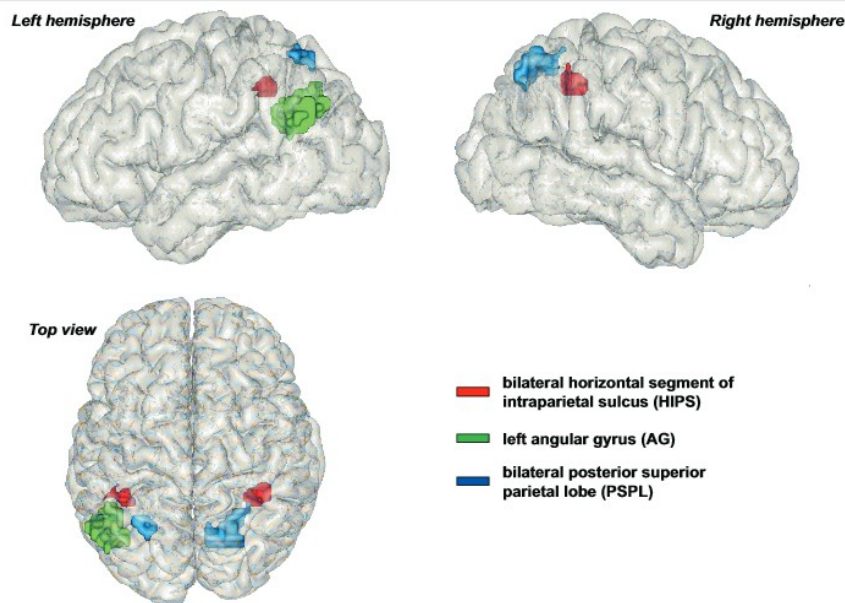 Left hemisphere
Right hemisphere
Top view
bilateral horizontal segment of
intraparietal sulcus (HIPS)
left angular gyrus (AG)
bilateral posterior superior
parietal lobe (PSPL)